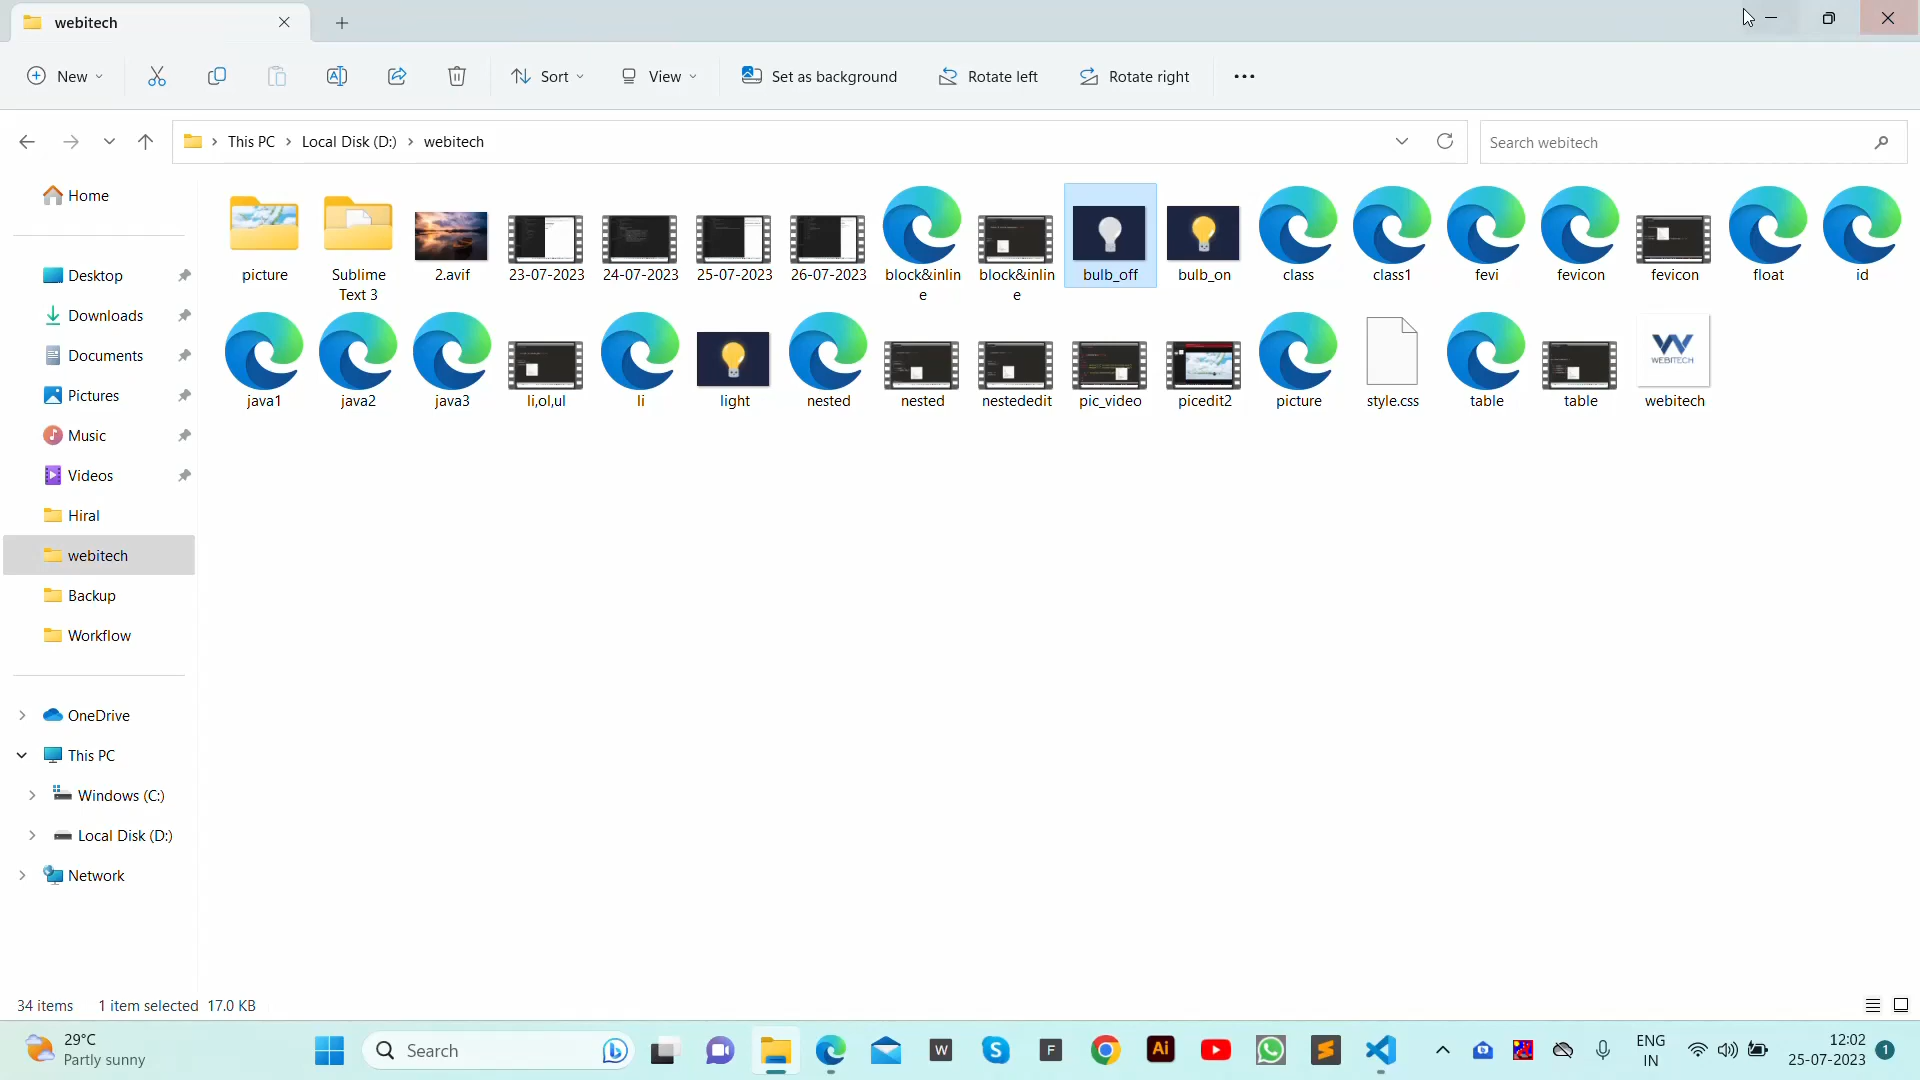 webitech
New
Sort
View
Set as background
Rotate left
Rotate right
This PC
Local Disk (D:)
webitech
Search webitech
Home
Desktop
Downloads
Documents
Pictures
Music
Videos
Hiral
webitech
Backup
Workflow
OneDrive
This PC
Windows (C:)
Local Disk (D:)
Network
picture
Sublime
Text 3
2.avif
23-07-2023
24-07-2023
25-07-2023
26-07-2023
block&inlin
e
block&inlin
e
bulb_off
bulb_on
class
class1
fevi
fevicon
fevicon
float
id
java1
java2
java3
li,ol,ul
li
light
nested
nested
nestededit
pic_video
picedit2
picture
style.css
table
table
WEBITECH
webitech
34 items
1 item selected
17.0 KB
29°C
Partly sunny
Search
W
S
F
Ai
ENG
IN
12:02
25-07-2023
1